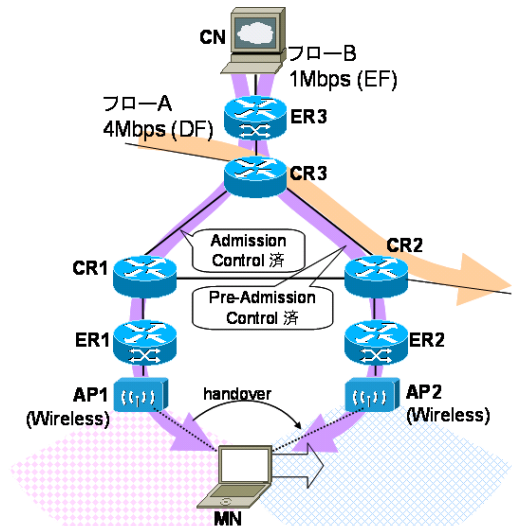 CN
フローB
1Mbps (EF)
フローA
4Mbps (DF)
ER3
CR3
Admission
Control 済
CR1
CR2
Pre-Admission
Control 済
ER1
ER2
AP1
(Wireless)
handover
AP2
(Wireless)
MN